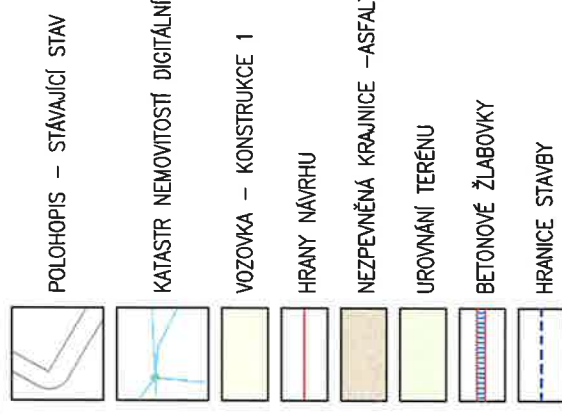 POLOHOPIS – STÁVAJÍCÍ STAV
KATASTR NEMOVITOSTÍ DIGITÁLNÍ
VOZOVKA – KONSTRUKCE 1
HRANY NÁVRHU
NEZPEVNĚNÁ KRAJNICE –ASFAL
UROVNÁNÍ TERÉNU
BETONOVÉ ŽLABOVKY
HRANICE STAVBY